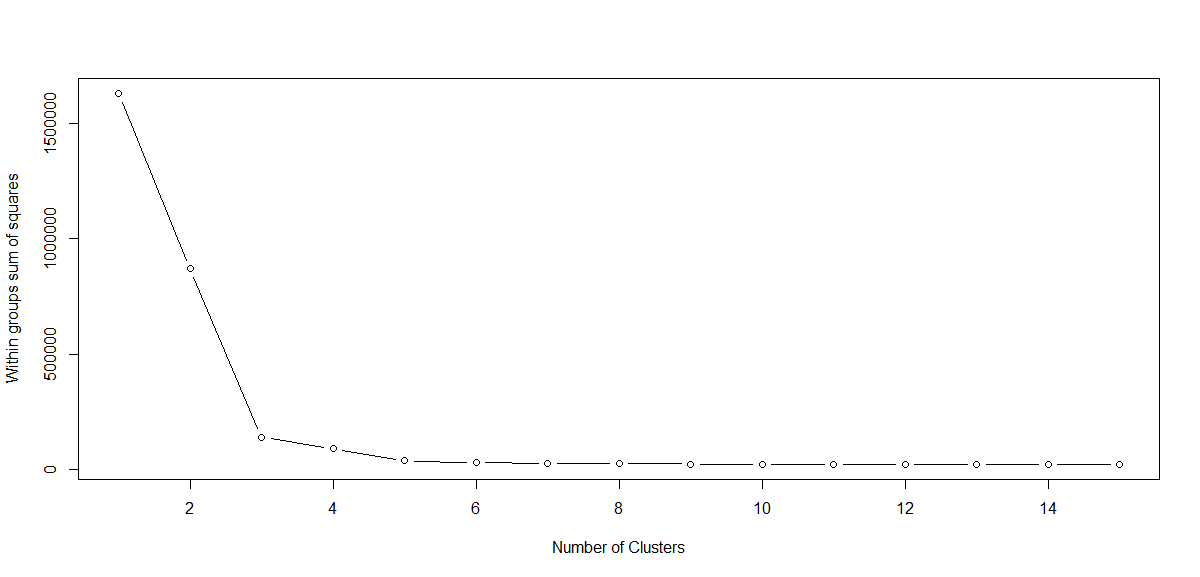 Within groups sum of squares
1500000
1000000
500000
0
2 4 6 8 10 12 14
Number of Clusters